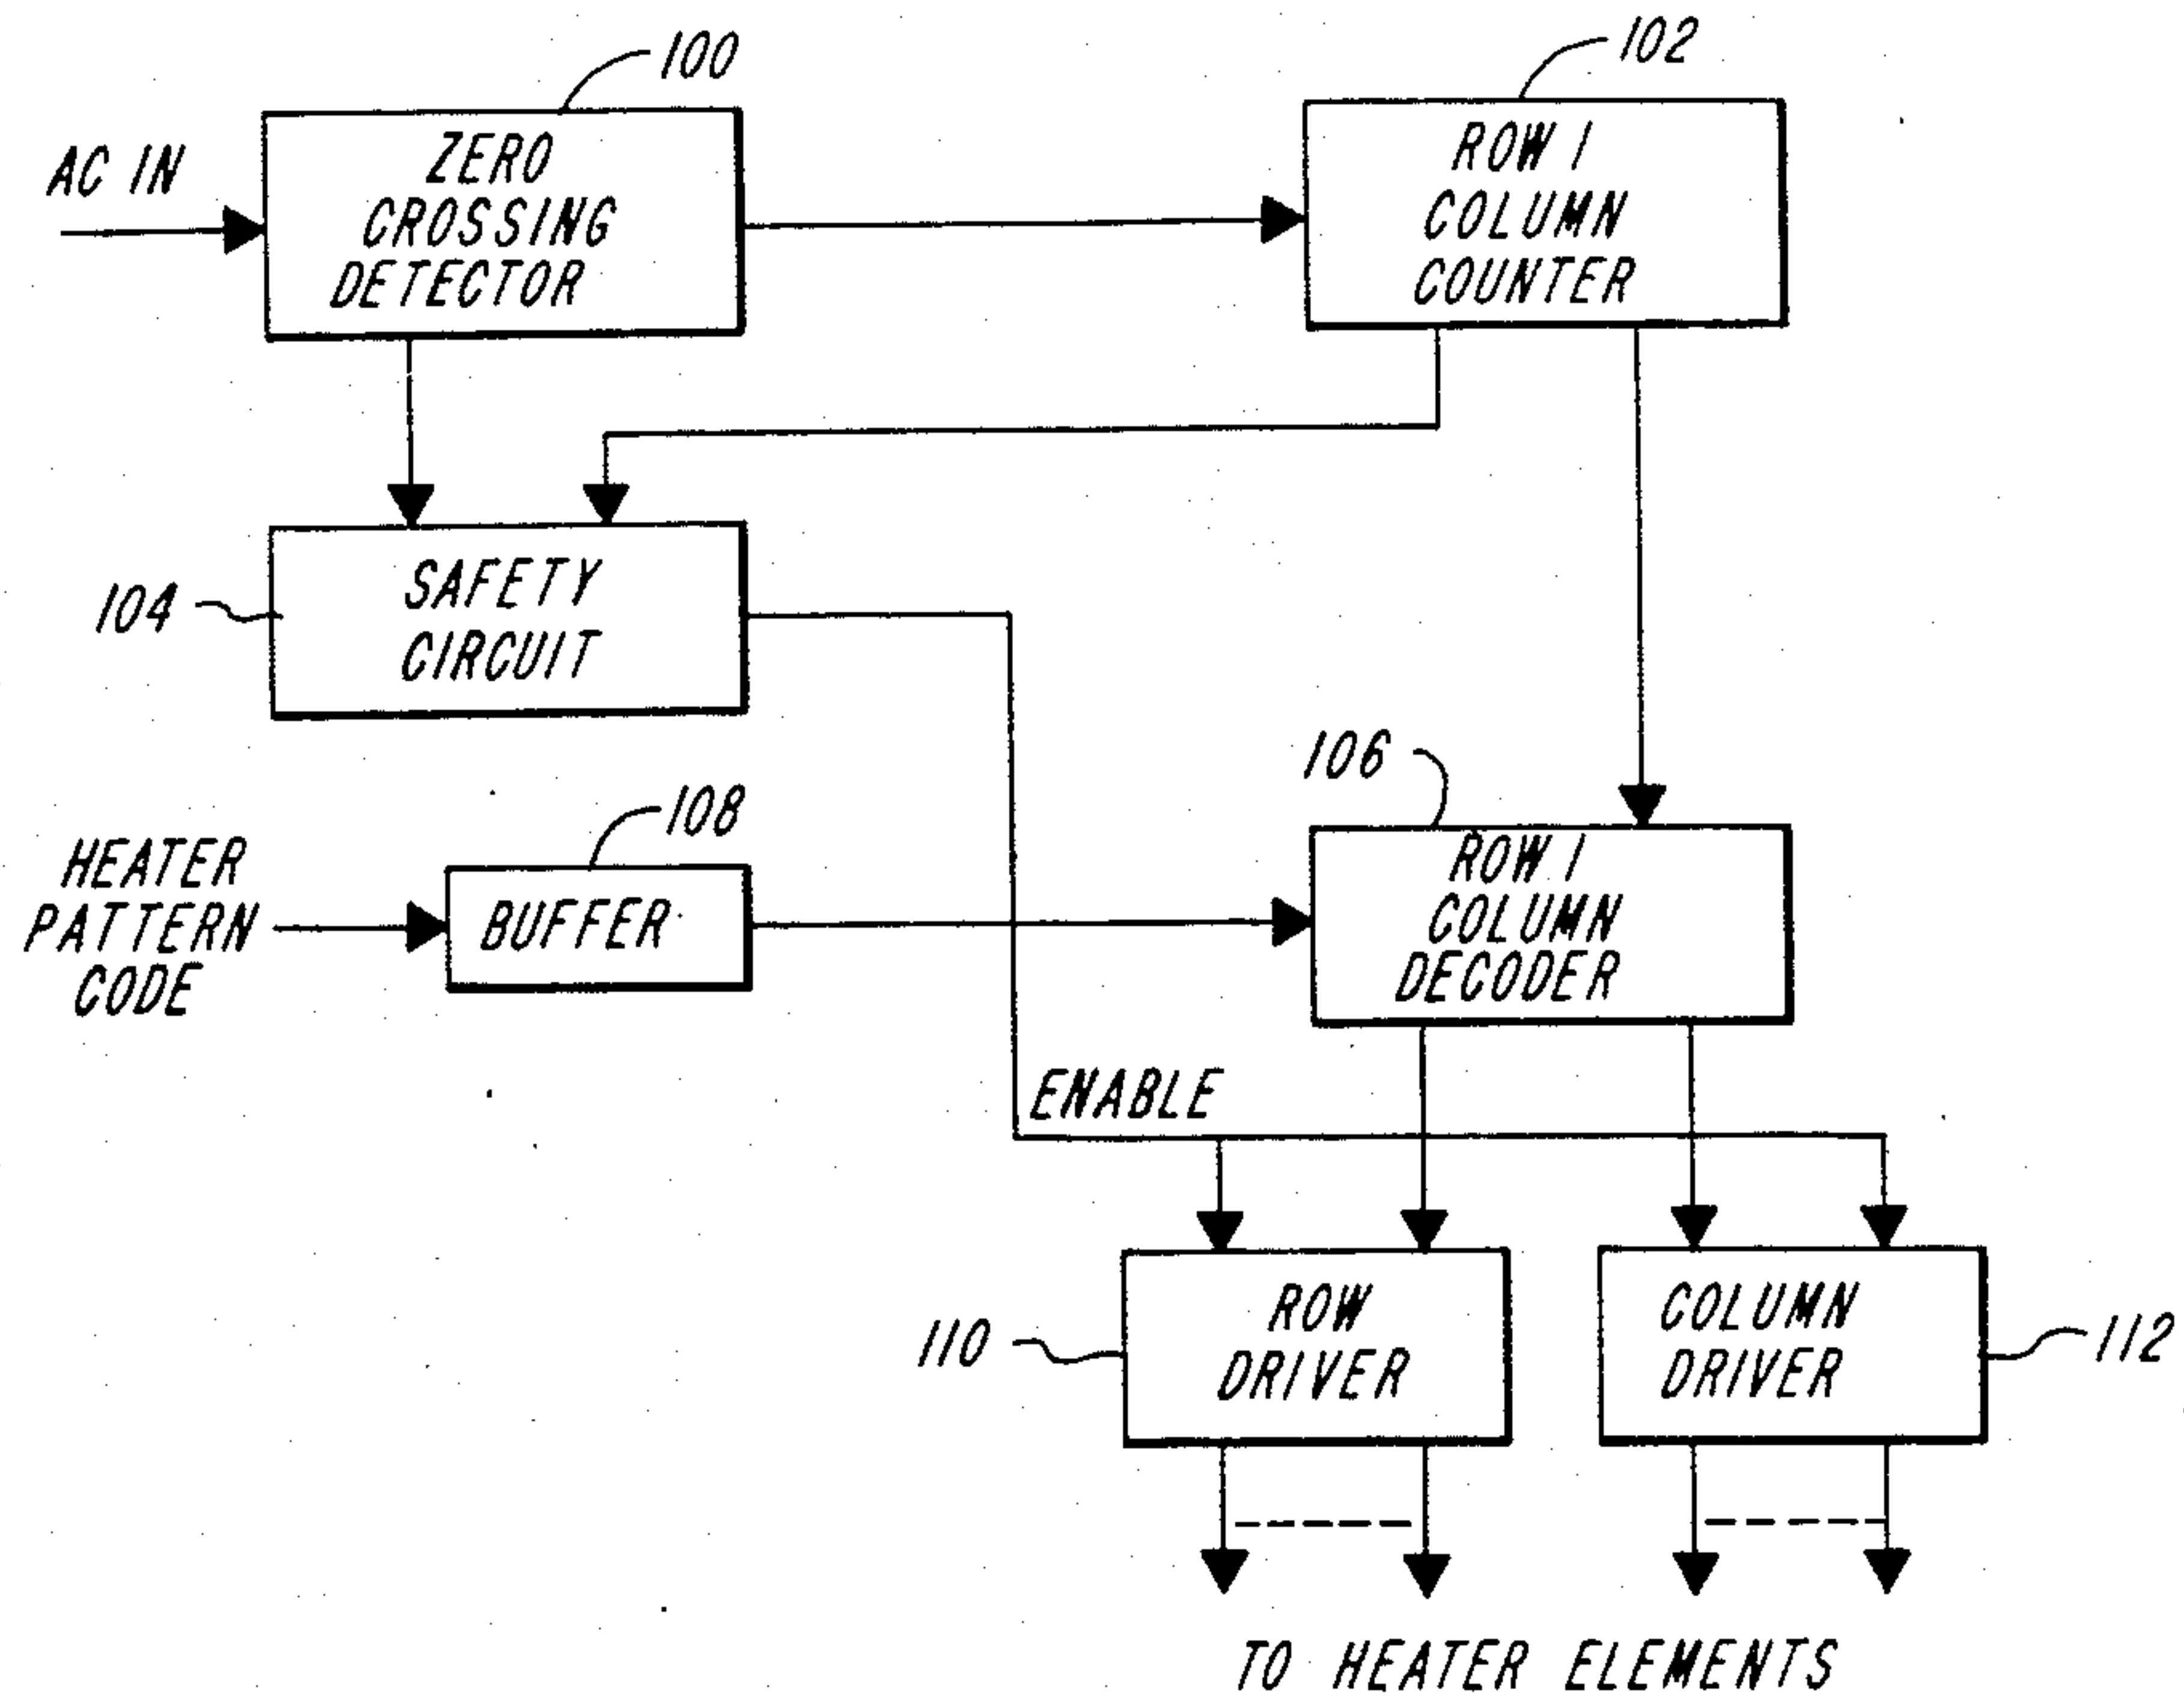 100
102
AC IN
ZERO
CROSSING
DETECTOR
ROW /
COLUMN
COUNTER
104
SAFETY
CIRCUIT
106
108
HEATER
PATTERN
CODE
BUFFER
ROW /
COLUMN
DECODER
ENABLE
110
ROW
DRIVER
COLUMN
DRIVER
112
TO HEATER ELEMENTS